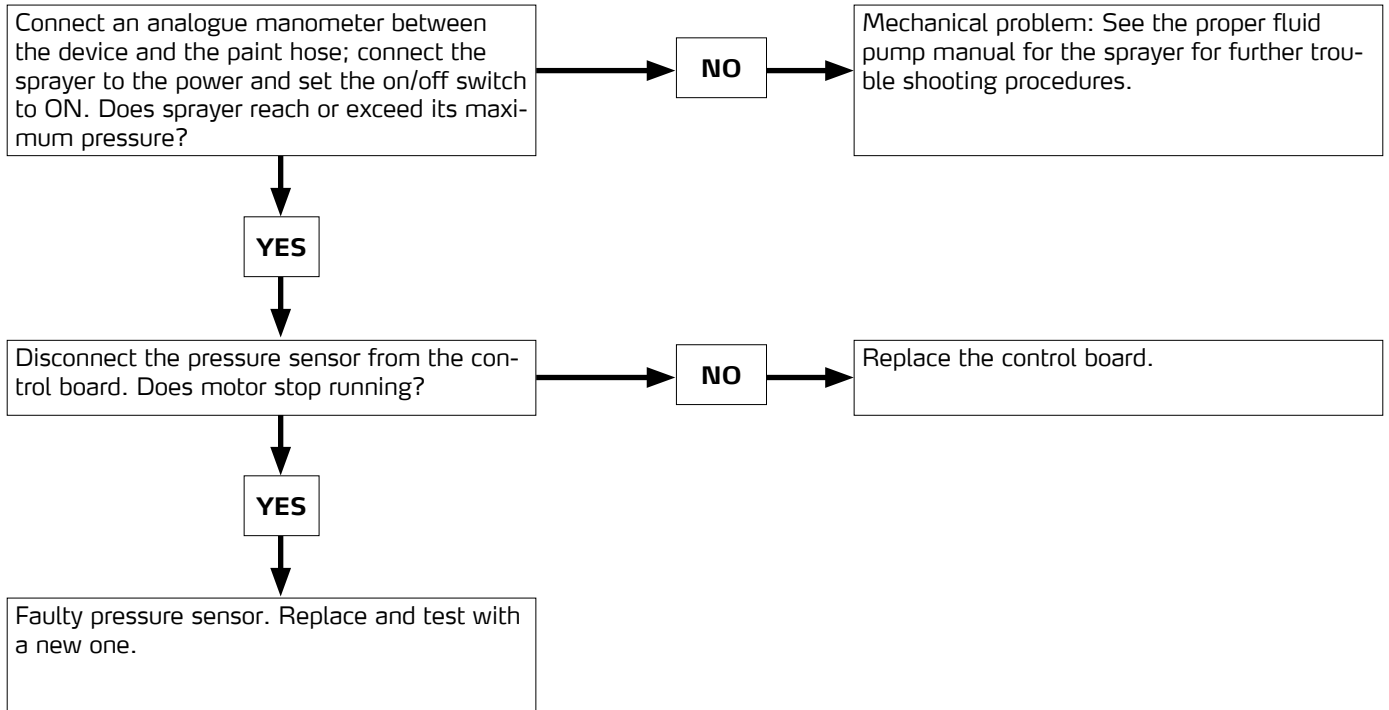 Connect an analogue manometer between
the device and the paint hose; connect the
sprayer to the power and set the on/off switch
to ON. Does sprayer reach or exceed its maxi-
mum pressure?
NO
Mechanical problem: See the proper fluid
pump manual for the sprayer for further trou-
ble shooting procedures.
YES
Disconnect the pressure sensor from the con-
trol board. Does motor stop running?
NO
Replace the control board.
YES
Faulty pressure sensor. Replace and test with
a new one.